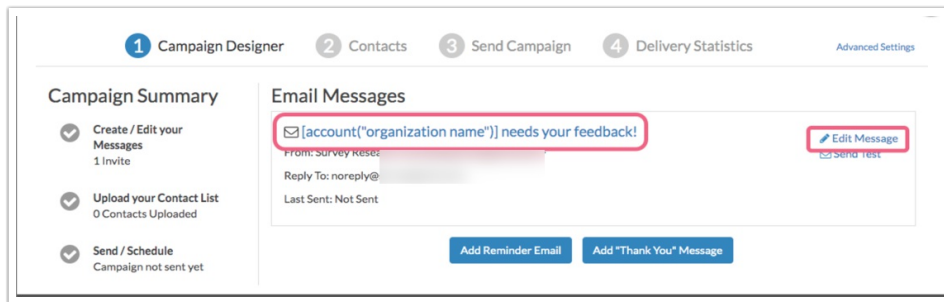 1 Campaign Designer 2 Contacts 3 Send Campaign 4 Delivery Statistics Advanced Settings
Campaign Summary
Create / Edit your
Messages
1 Invite
Upload your Contact List
0 Contacts Uploaded
Send / Schedule
Campaign not sent yet
Email Messages
[account("organization name")] needs your feedback!
From: Survey
Reply To: noreply@
Last Sent: Not Sent
Edit Message
Send Test
Add Reminder Email Add "Thank You" Message